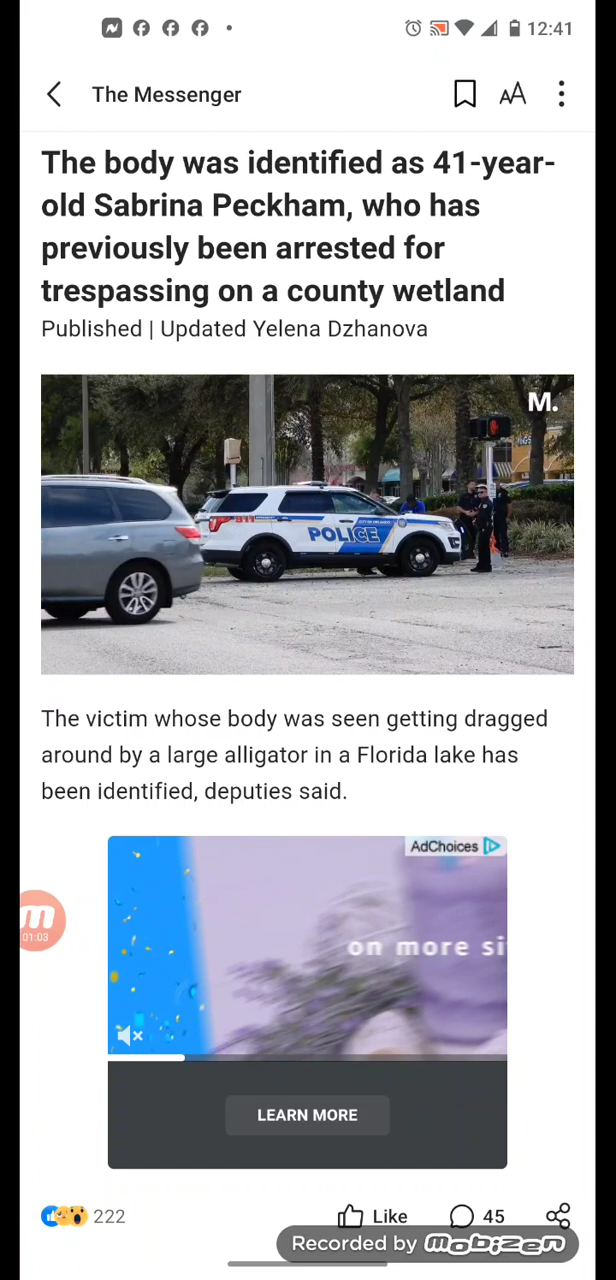 12:41
The Messenger
AA
The body was identified as 41-year-
old Sabrina Peckham, who has
previously been arrested for
trespassing on a county wetland
Published | Updated Yelena Dzhanova
M.
911
POLICE
The victim whose body was seen getting dragged
around by a large alligator in a Florida lake has
been identified, deputies said.
AdChoices
on more si
m
01:03
LEARN MORE
222
Like
45
Recorded by mobizen